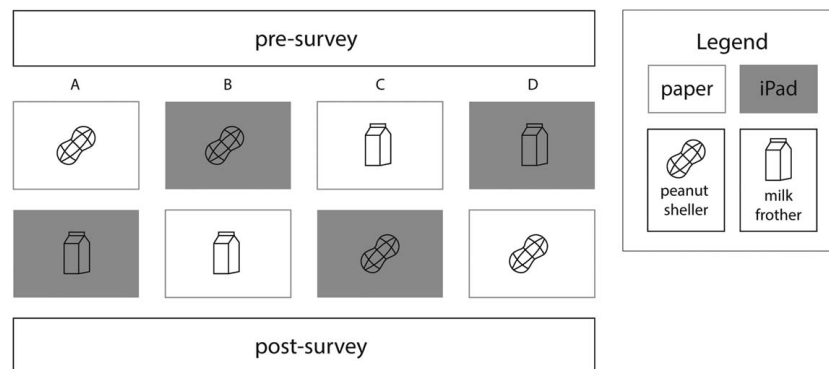 pre-survey
A B C D
post-survey
Legend
paper iPad
peanut sheller
milk frother